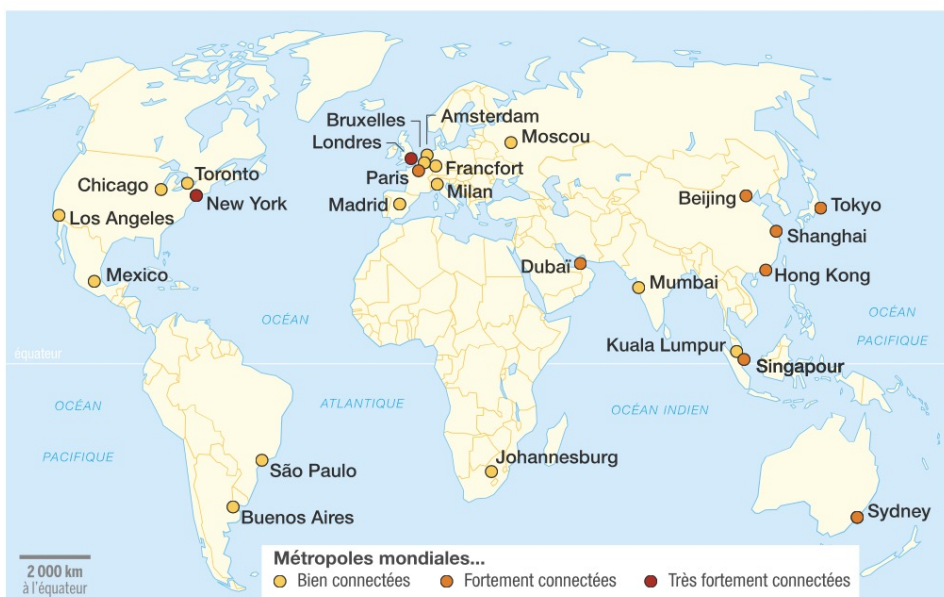 Bruxelles
Amsterdam
Londres
Moscou
Paris
Francfort
Milan
Madrid
Chicago
Toronto
New York
Los Angeles
Mexico
Beijing
Tokyo
Shanghai
Dubaï
Hong Kong
Mumbai
OCÉAN
OCÉAN
PACIFIQUE
équateur
Kuala Lumpur
Singapour
OCÉAN
ATLANTIQUE
OCÉAN INDIEN
PACIFIQUE
São Paulo
Johannesburg
Buenos Aires
Sydney
2 000 km
à l'équateur
Métropoles mondiales...
Bien connectées
Fortement connectées
Très fortement connectées